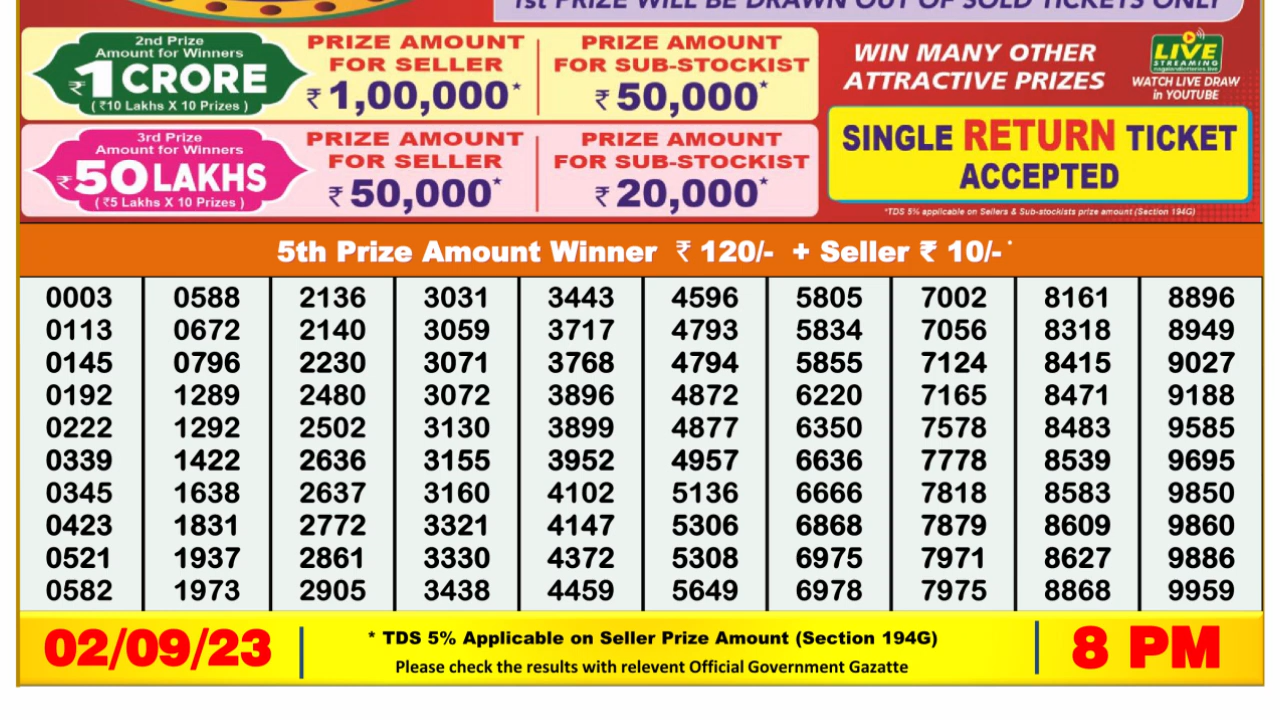 1st PRIZE WILL BE DRAWN OUT OF SOLD TICKETS ONLY
2nd Prize
Amount for Winners
₹1 CRORE
( ₹10 Lakhs X 10 Prizes )
PRIZE AMOUNT
FOR SELLER
₹ 1,00,000*
PRIZE AMOUNT
FOR SUB-STOCKIST
₹ 50,000*
WIN MANY OTHER
ATTRACTIVE PRIZES
LIVE
STREAMING
WATCH LIVE DRAW
in YOUTUBE
3rd Prize
Amount for Winners
₹50 LAKHS
( ₹5 Lakhs X 10 Prizes )
PRIZE AMOUNT
FOR SELLER
₹ 50,000*
PRIZE AMOUNT
FOR SUB-STOCKIST
₹ 20,000*
SINGLE RETURN TICKET
ACCEPTED
*TDS 5% applicable on Sellers & Sub-stockists prize amount (Section 194G)
5th Prize Amount Winner ₹ 120/- + Seller ₹ 10/-*
0003 0588 2136 3031 3443 4596 5805 7002 8161 8896
0113 0672 2140 3059 3717 4793 5834 7056 8318 8949
0145 0796 2230 3071 3768 4794 5855 7124 8415 9027
0192 1289 2480 3072 3896 4872 6220 7165 8471 9188
0222 1292 2502 3130 3899 4877 6350 7578 8483 9585
0339 1422 2636 3155 3952 4957 6636 7778 8539 9695
0345 1638 2637 3160 4102 5136 6666 7818 8583 9850
0423 1831 2772 3321 4147 5306 6868 7879 8609 9860
0521 1937 2861 3330 4372 5308 6975 7971 8627 9886
0582 1973 2905 3438 4459 5649 6978 7975 8868 9959
02/09/23
* TDS 5% Applicable on Seller Prize Amount (Section 194G)
Please check the results with relevent Official Government Gazatte
8 PM